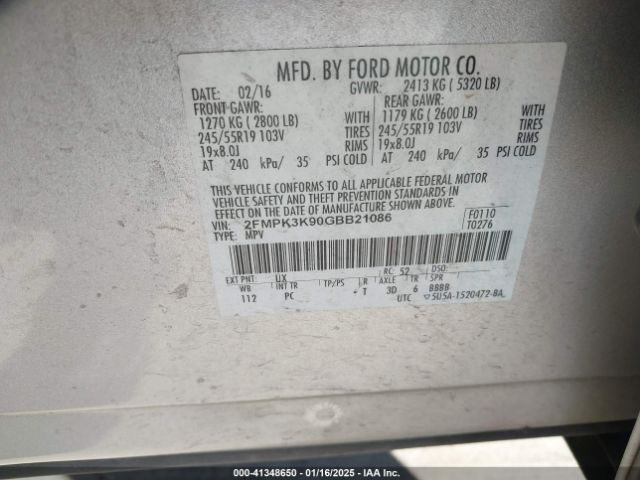 MFD. BY FORD MOTOR CO.
DATE: 02/16 GVWR: 2413 KG ( 5320 LB)
FRONT GAWR: REAR GAWR:
1270 KG ( 2800 LB) WITH 1179 KG ( 2600 LB) WITH
245/55R19 103V TIRES 245/55R19 103V TIRES
19x8.0J RIMS 19x8.0J RIMS
AT 240 kPa/ 35 PSI COLD AT 240 kPa/ 35 PSI COLD
THIS VEHICLE CONFORMS TO ALL APPLICABLE FEDERAL MOTOR
VEHICLE SAFETY AND THEFT PREVENTION STANDARDS IN
EFFECT ON THE DATE OF MANUFACTURE SHOWN ABOVE.
VIN: 2FMPK3K90GBB21086 F0110
TYPE: MPV T0276
EXT PNT: UX RC: 52 DSO:
WB INT TR TP/PS R AXLE TR SPR
112 PC - T 3D 6 BBBB
UTC 5U5A-1520472-BA
00-41348650 - 01/16/2025 - IAA Inc.